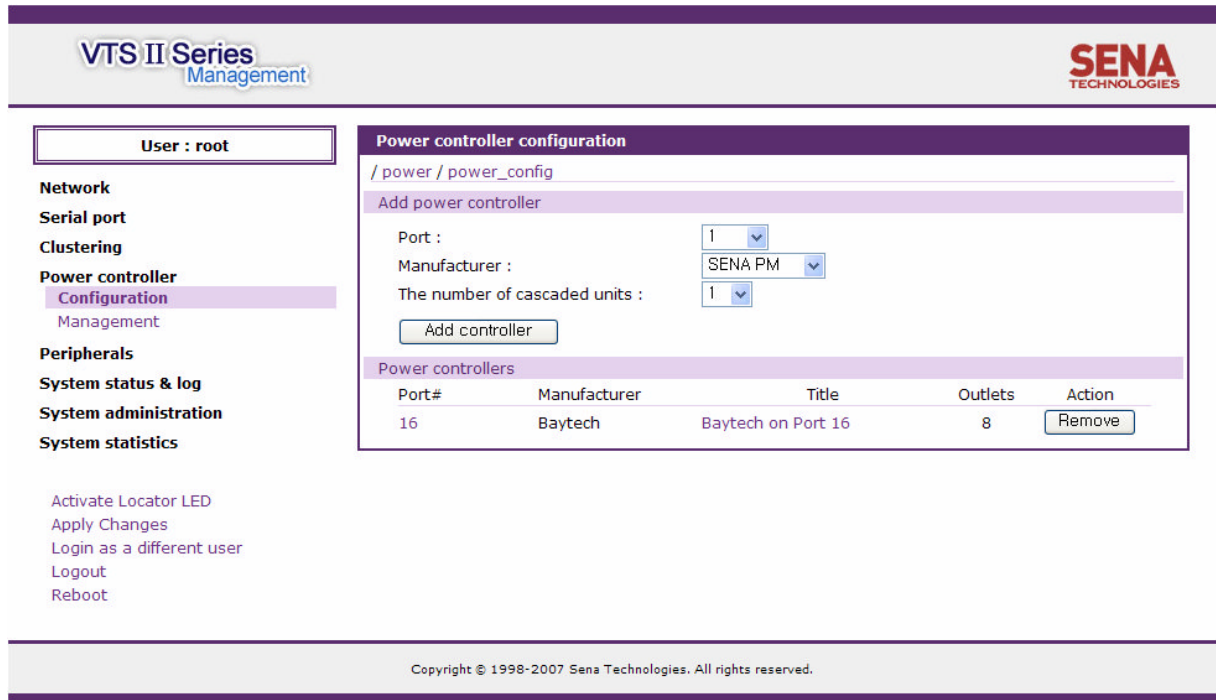 VTS II Series
Management
SENA
TECHNOLOGIES
User : root
Network
Serial port
Clustering
Power controller
Configuration
Management
Peripherals
System status & log
System administration
System statistics
Activate Locator LED
Apply Changes
Login as a different user
Logout
Reboot
Power controller configuration
/ power / power_config
Add power controller
Port : 1
Manufacturer : SENA PM
The number of cascaded units : 1
Add controller
Power controllers
Port# Manufacturer Title Outlets Action
16 Baytech Baytech on Port 16 8 Remove
Copyright © 1998-2007 Sena Technologies. All rights reserved.